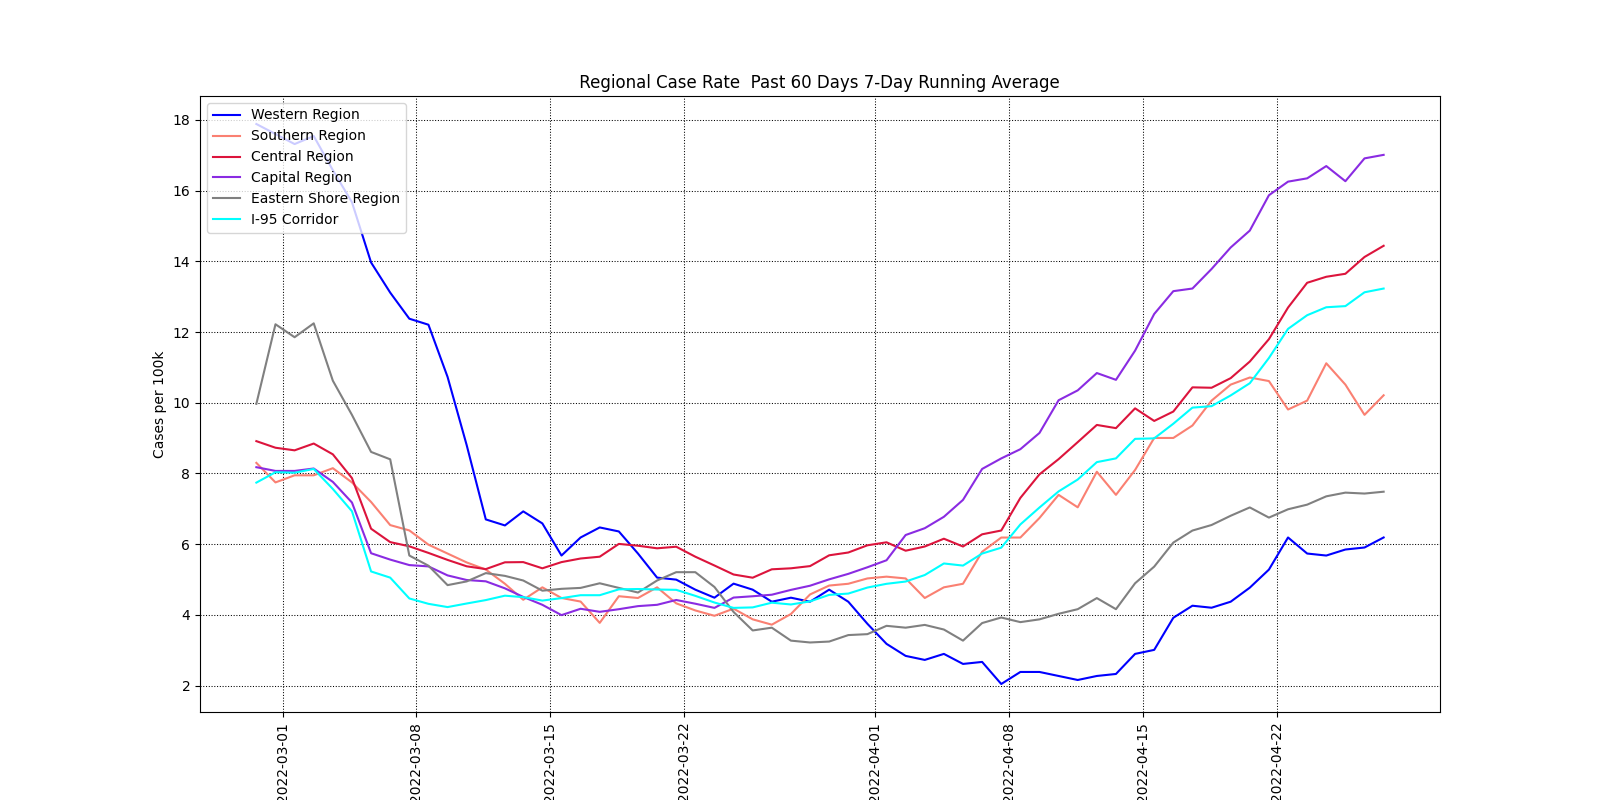 Regional Case Rate  Past 60 Days 7-Day Running Average
Western Region
Southern Region
Central Region
Capital Region
Eastern Shore Region
I-95 Corridor
Cases per 100k
18
16
14
12
10
8
6
4
2
2022-03-01
2022-03-08
2022-03-15
2022-03-22
2022-04-01
2022-04-08
2022-04-15
2022-04-22